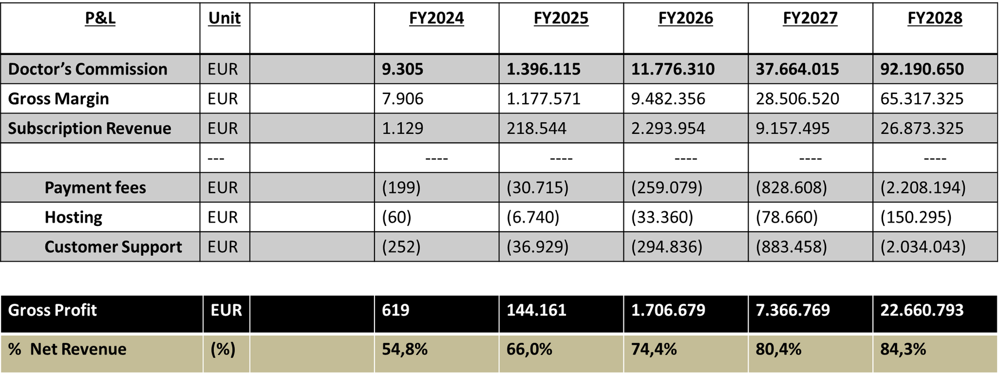 P&L Unit FY2024 FY2025 FY2026 FY2027 FY2028
Doctor’s Commission EUR 9.305 1.396.115 11.776.310 37.664.015 92.190.650
Gross Margin EUR 7.906 1.177.571 9.482.356 28.506.520 65.317.325
Subscription Revenue EUR 1.129 218.544 2.293.954 9.157.495 26.873.325
--- ---- ---- ---- ---- ----
Payment fees EUR (199) (30.715) (259.079) (828.608) (2.208.194)
Hosting EUR (60) (6.740) (33.360) (78.660) (150.295)
Customer Support EUR (252) (36.929) (294.836) (883.458) (2.034.043)
Gross Profit EUR 619 144.161 1.706.679 7.366.769 22.660.793
% Net Revenue (%) 54,8% 66,0% 74,4% 80,4% 84,3%